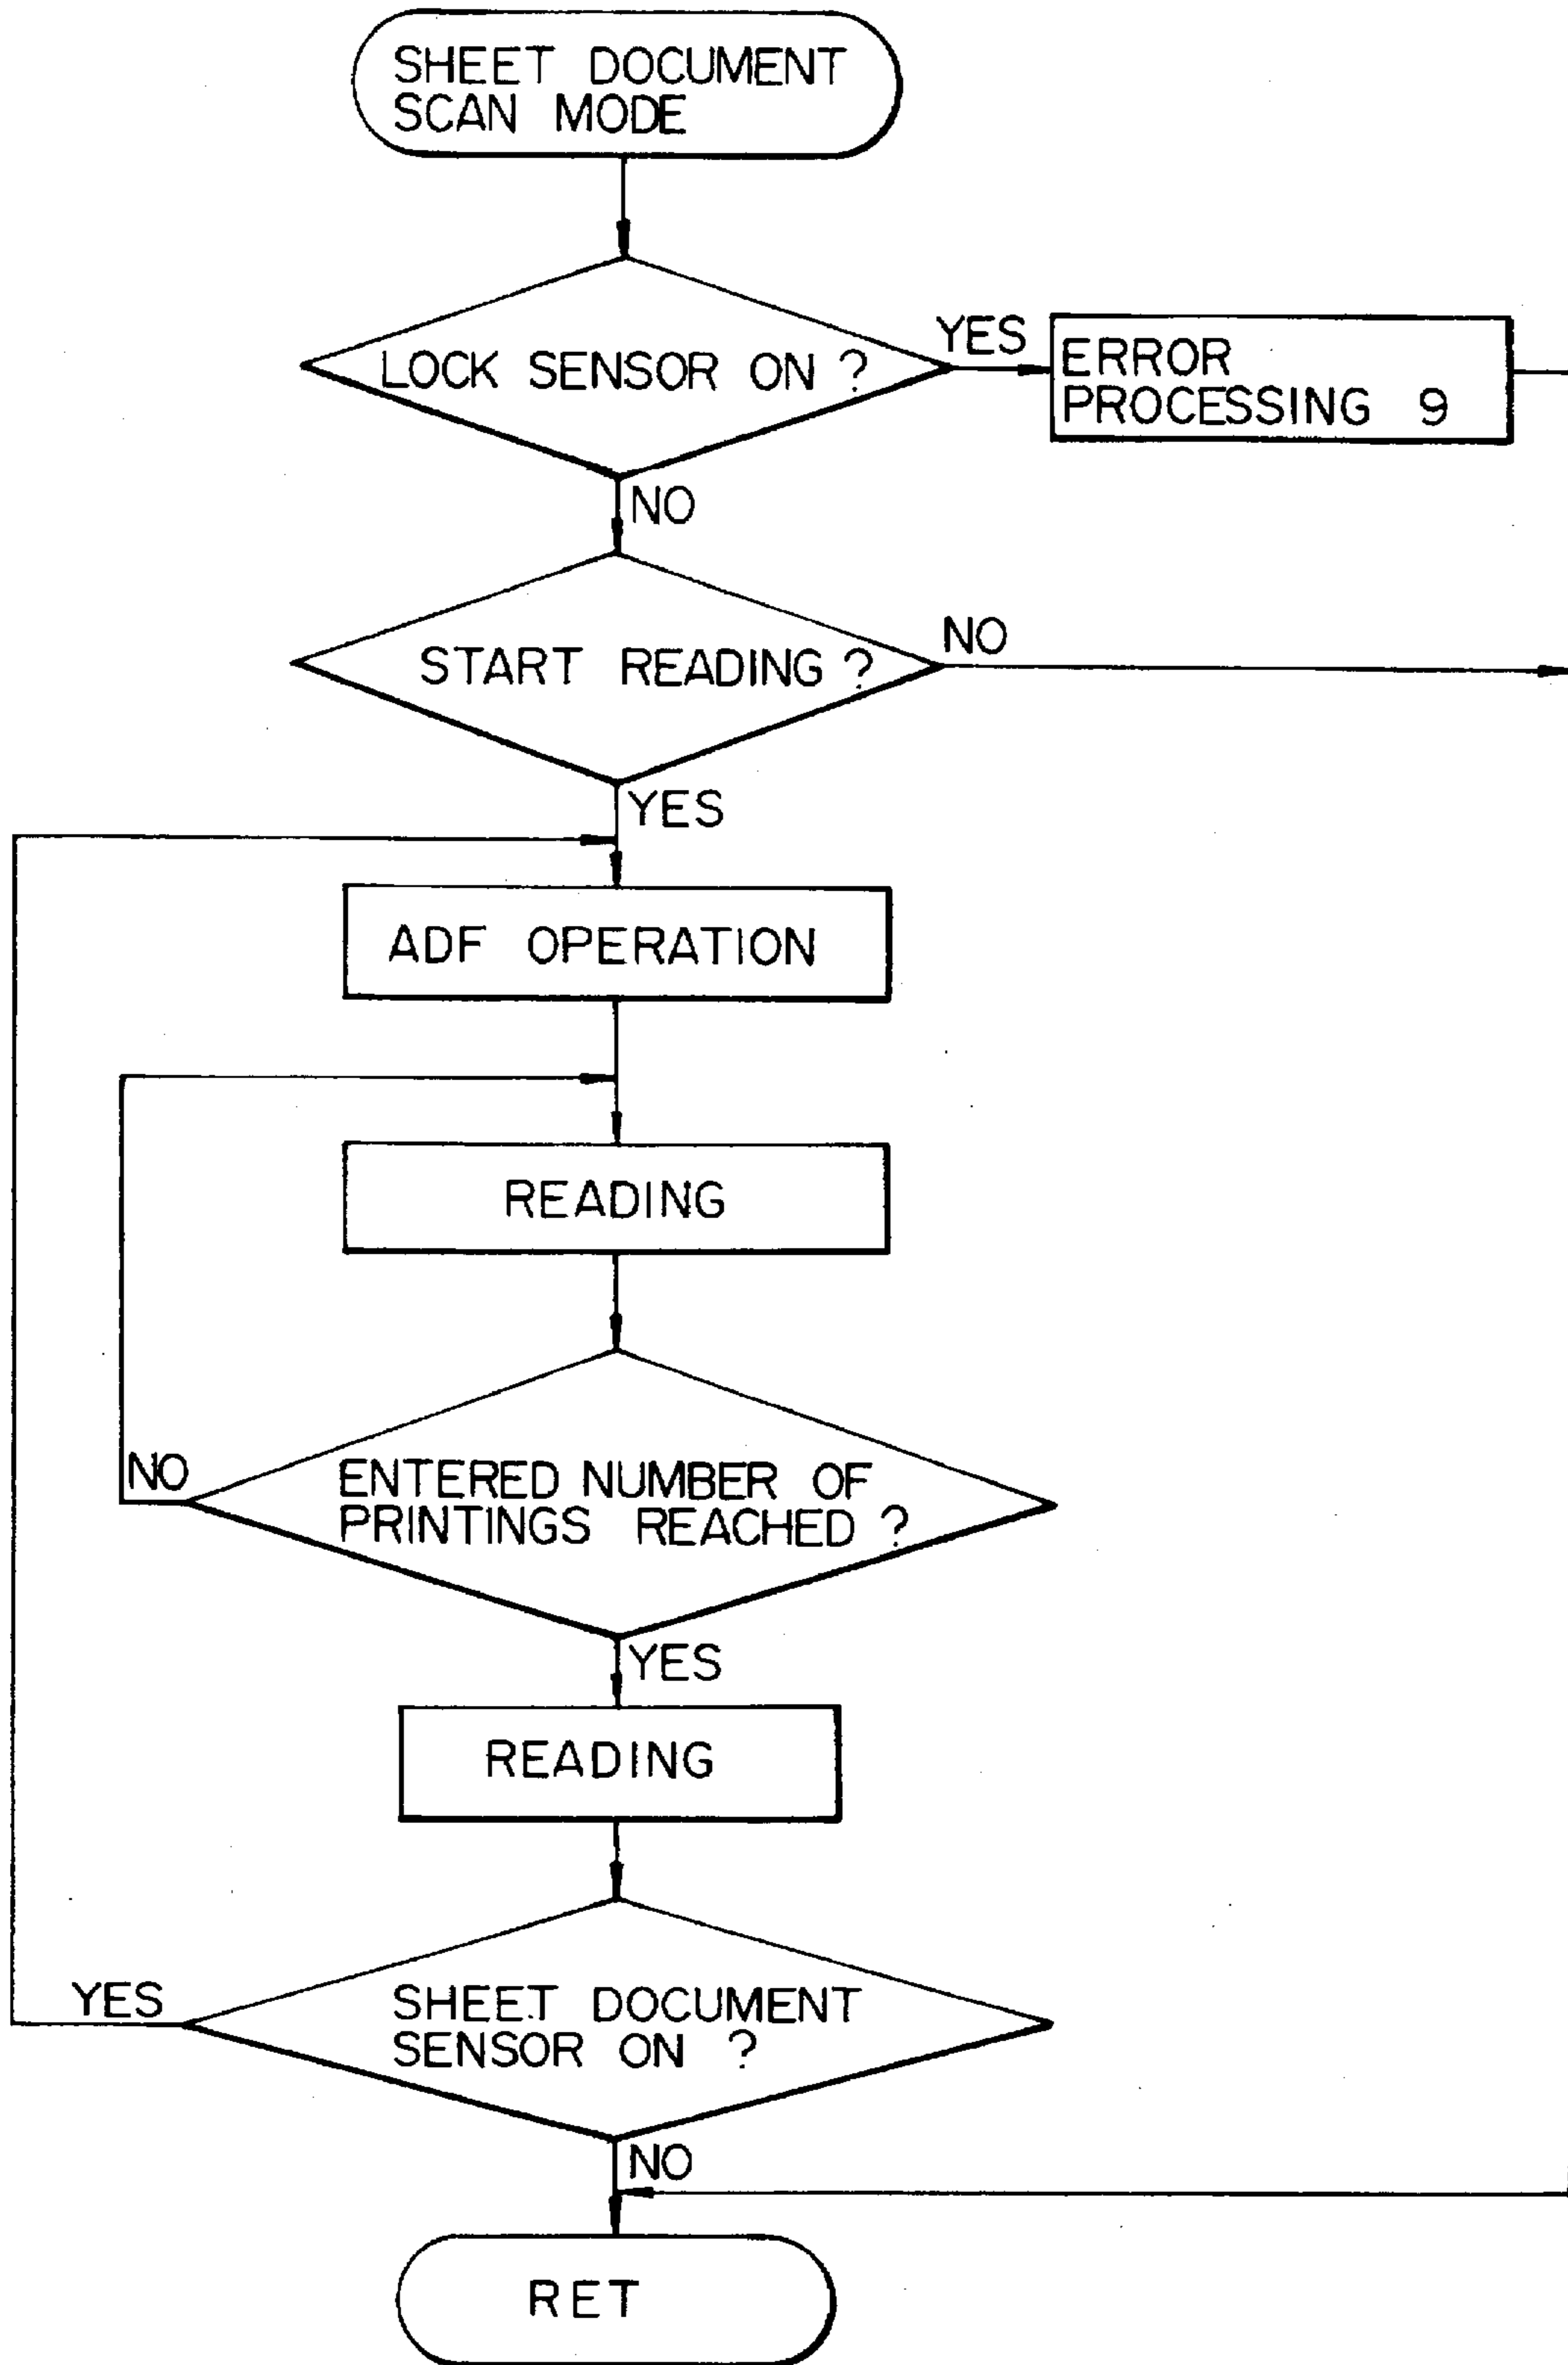 SHEET DOCUMENT
SCAN MODE
LOCK SENSOR ON ?
YES
ERROR
PROCESSING 9
NO
START READING ?
NO
YES
ADF OPERATION
READING
NO
ENTERED NUMBER OF
PRINTINGS REACHED ?
YES
READING
YES
SHEET DOCUMENT
SENSOR ON ?
NO
RET